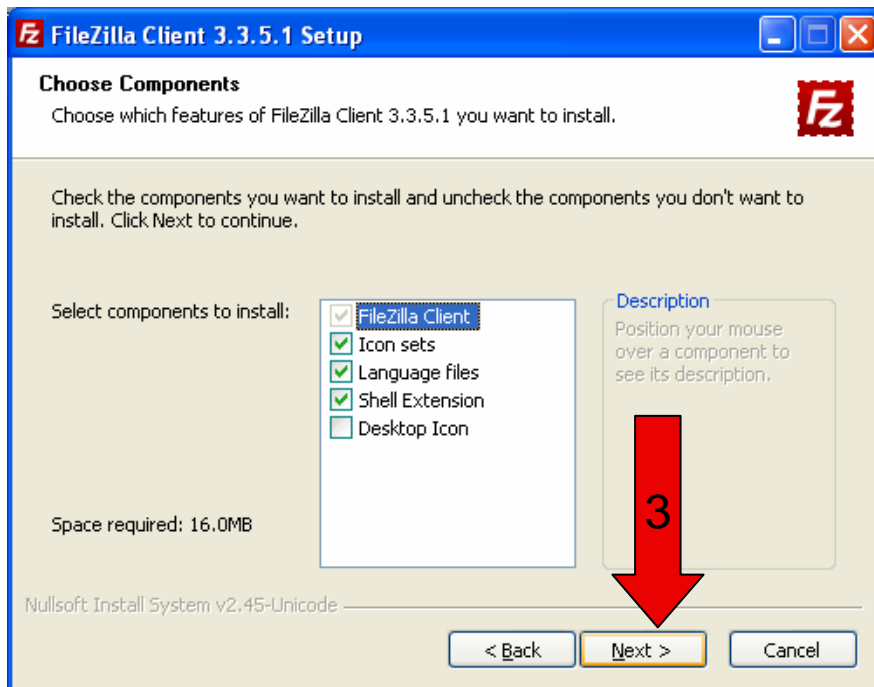 FileZilla Client 3.3.5.1 Setup
Choose Components
Choose which features of FileZilla Client 3.3.5.1 you want to install.
Fz
Check the components you want to install and uncheck the components you don't want to
install. Click Next to continue.
Select components to install:
FileZilla Client
Icon sets
Language files
Shell Extension
Desktop Icon
Description
Position your mouse
over a component to
see its description.
Space required: 16.0MB
3
Nullsoft Install System v2.45-Unicode
< Back
Next >
Cancel